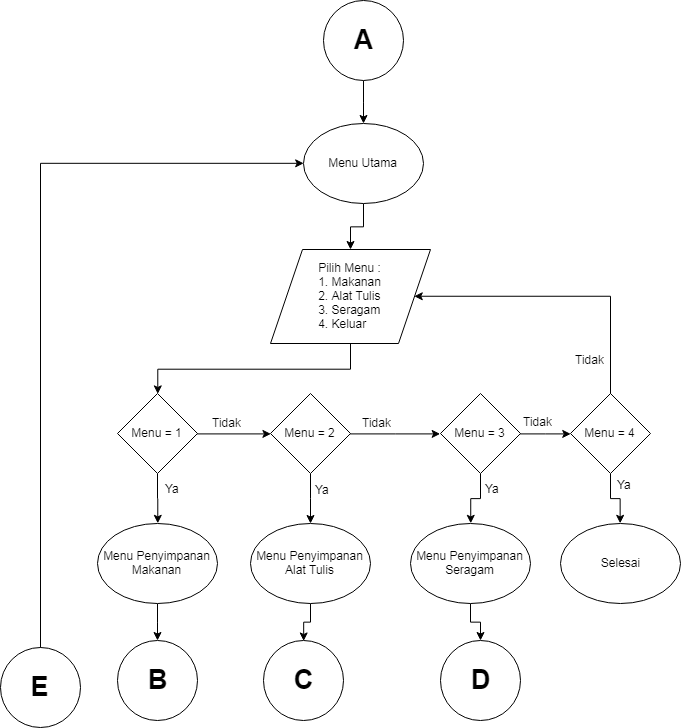 A
Menu Utama
Pilih Menu :
1. Makanan
2. Alat Tulis
3. Seragam
4. Keluar
Tidak
Menu = 1
Tidak
Menu = 2
Tidak
Menu = 3
Tidak
Menu = 4
Ya
Ya
Ya
Ya
Menu Penyimpanan
Makanan
Menu Penyimpanan
Alat Tulis
Menu Penyimpanan
Seragam
Selesai
E
B
C
D